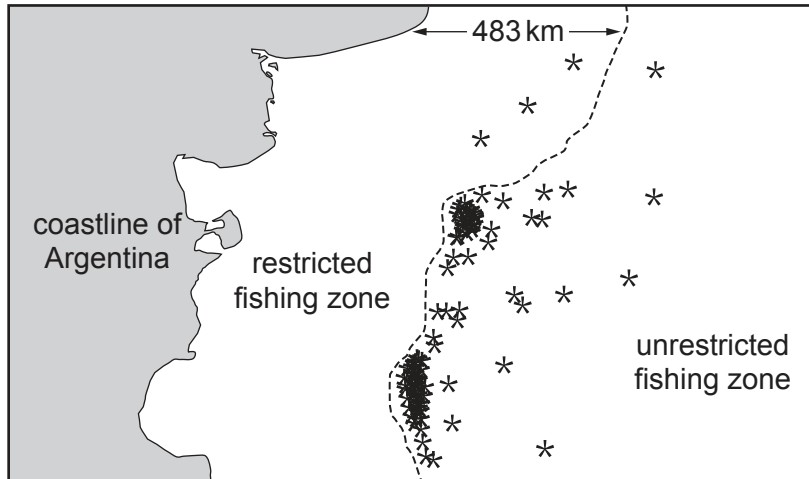 483 km
coastline of
Argentina
restricted
fishing zone
unrestricted
fishing zone